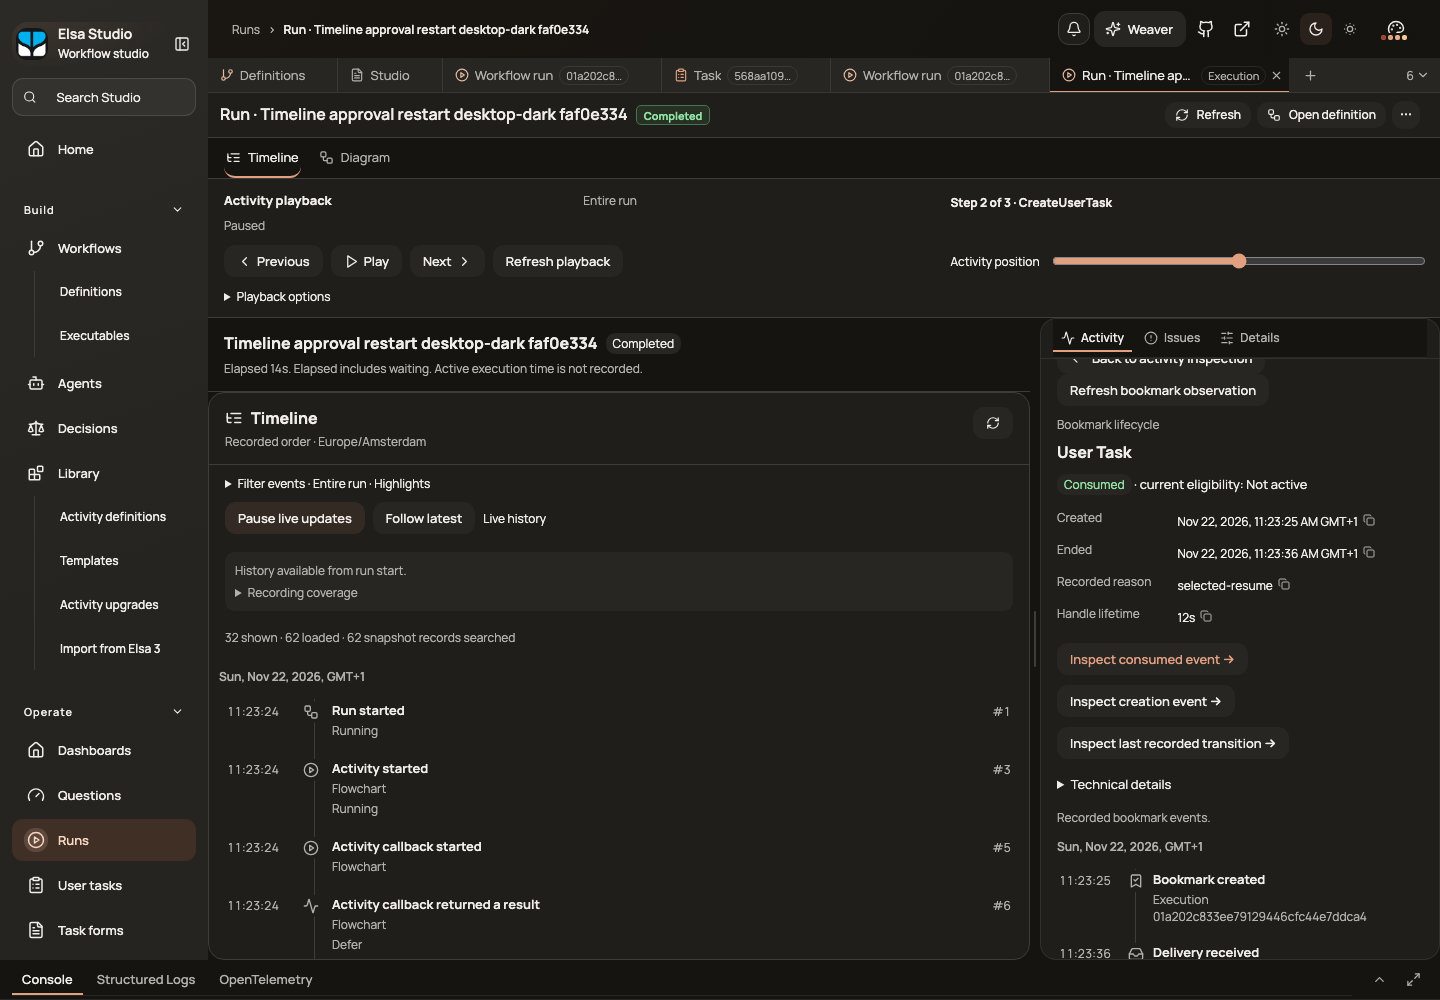 Elsa Studio
Workflow studio
Search Studio
Home
Build
Workflows
Definitions
Executables
Agents
Decisions
Library
Activity definitions
Templates
Activity upgrades
Import from Elsa 3
Operate
Dashboards
Questions
Runs
User tasks
Task forms
Runs › Run · Timeline approval restart desktop-dark faf0e334
Weaver
Definitions
Studio
Workflow run 01a202c8...
Task 568aa109...
Workflow run 01a202c8...
Run · Timeline ap... Execution
6
Run · Timeline approval restart desktop-dark faf0e334 Completed
Refresh
Open definition
Timeline
Diagram
Activity playback
Entire run
Step 2 of 3 · CreateUserTask
Paused
Previous
Play
Next
Refresh playback
Activity position
Playback options
Timeline approval restart desktop-dark faf0e334 Completed
Elapsed 14s. Elapsed includes waiting. Active execution time is not recorded.
Timeline
Recorded order · Europe/Amsterdam
Filter events · Entire run · Highlights
Pause live updates
Follow latest
Live history
History available from run start.
Recording coverage
32 shown · 62 loaded · 62 snapshot records searched
Sun, Nov 22, 2026, GMT+1
11:23:24 Run started #1
Running
11:23:24 Activity started #3
Flowchart
Running
11:23:24 Activity callback started #5
Flowchart
11:23:24 Activity callback returned a result #6
Flowchart
Defer
Activity
Issues
Details
Back to activity inspection
Refresh bookmark observation
Bookmark lifecycle
User Task
Consumed · current eligibility: Not active
Created Nov 22, 2026, 11:23:25 AM GMT+1
Ended Nov 22, 2026, 11:23:36 AM GMT+1
Recorded reason selected-resume
Handle lifetime 12s
Inspect consumed event →
Inspect creation event →
Inspect last recorded transition →
Technical details
Recorded bookmark events.
Sun, Nov 22, 2026, GMT+1
11:23:25 Bookmark created
Execution
01a202c833ee79129446cfc44e7ddca4
11:23:36 Delivery received
Console
Structured Logs
OpenTelemetry